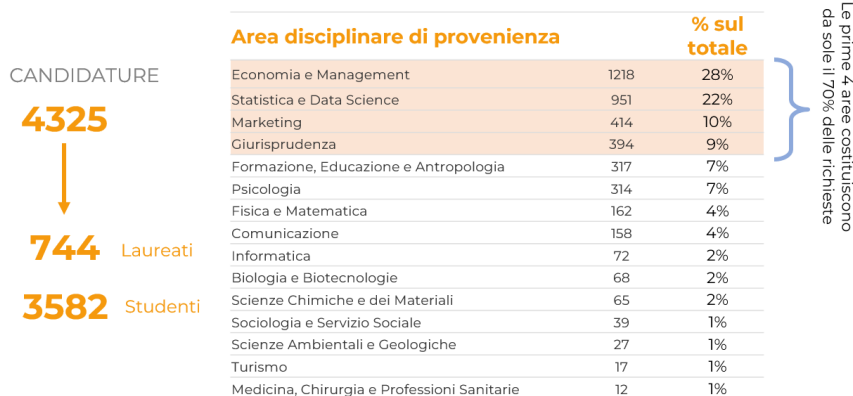 CANDIDATURE
4325
744 Laureati
3582 Studenti
Area disciplinare di provenienza % sul totale
Economia e Management 1218 28%
Statistica e Data Science 951 22%
Marketing 414 10%
Giurisprudenza 394 9%
Formazione, Educazione e Antropologia 317 7%
Psicologia 314 7%
Fisica e Matematica 162 4%
Comunicazione 158 4%
Informatica 72 2%
Biologia e Biotecnologie 68 2%
Scienze Chimiche e dei Materiali 65 2%
Sociologia e Servizio Sociale 39 1%
Scienze Ambientali e Geologiche 27 1%
Turismo 17 1%
Medicina, Chirurgia e Professioni Sanitarie 12 1%
Le prime 4 aree costituiscono
da sole il 70% delle richieste